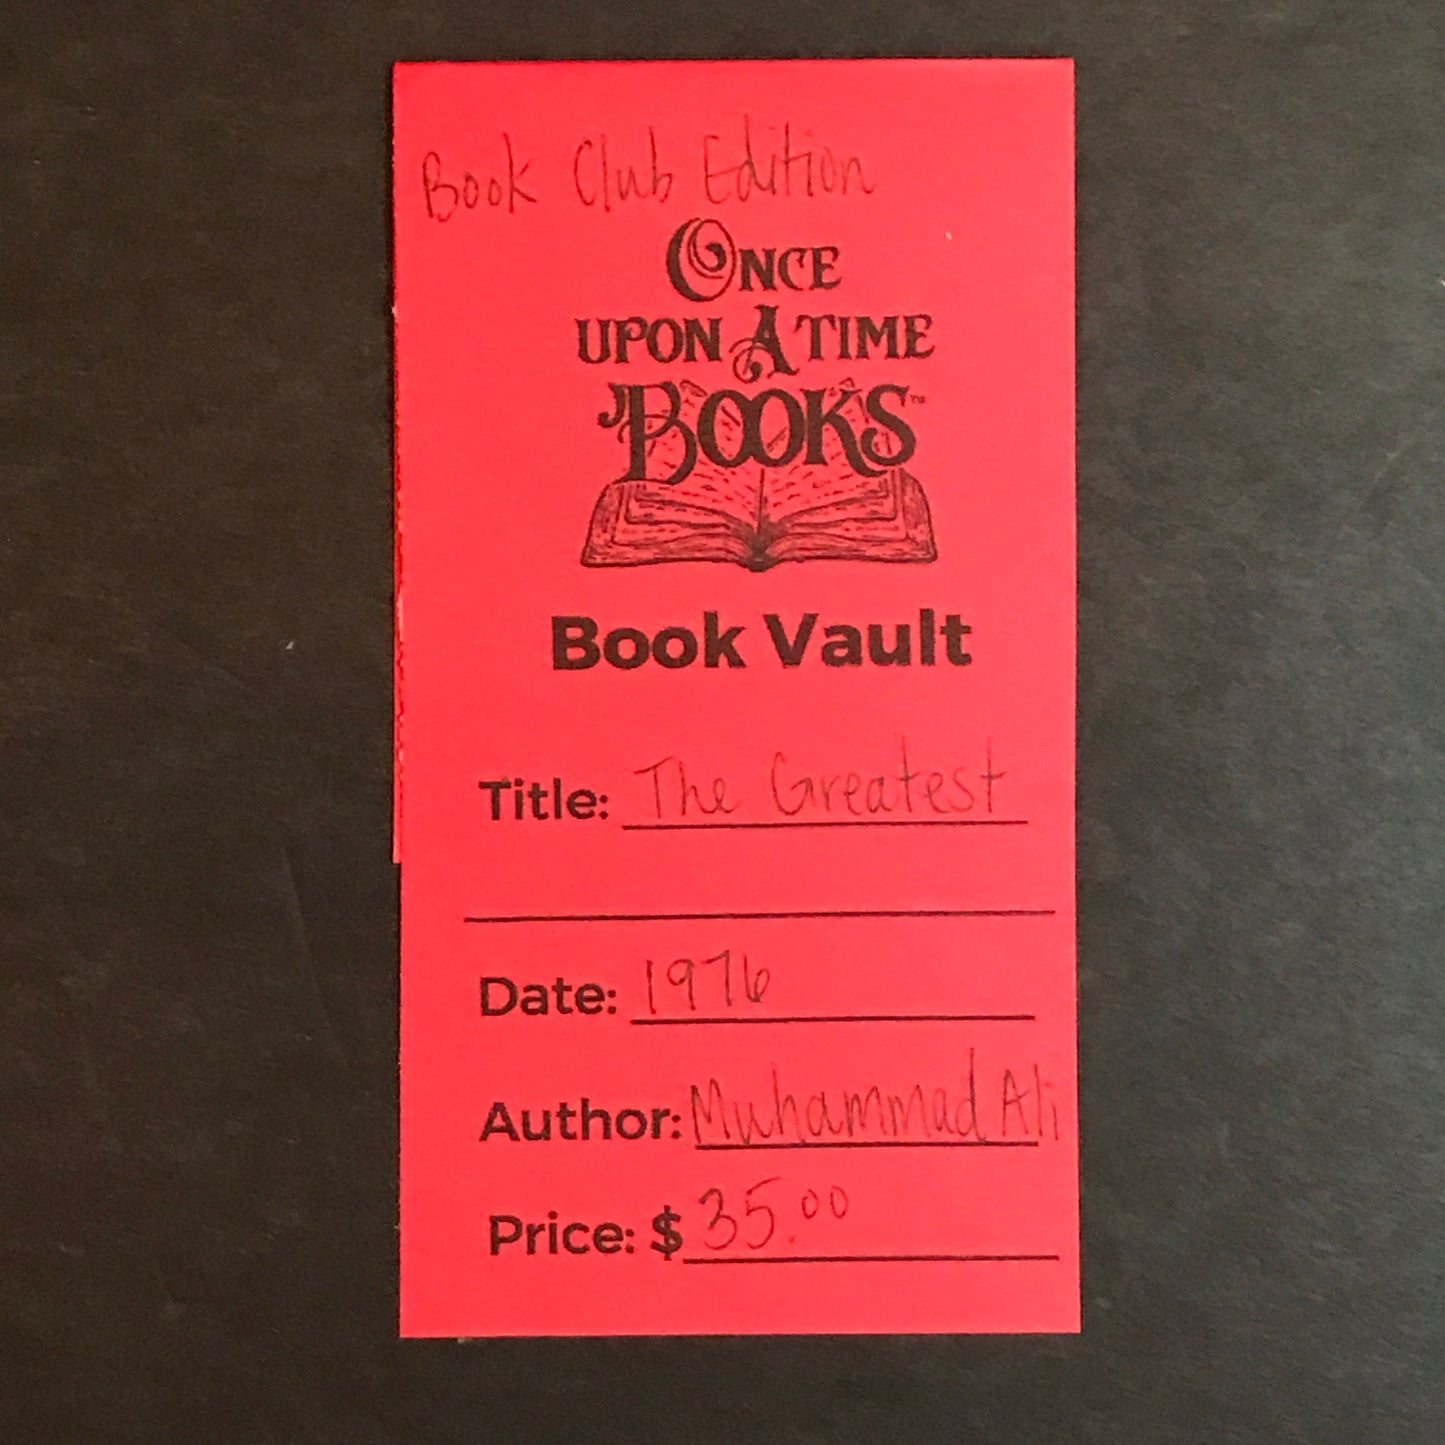 Book Club Edition
ONCE
UPON A TIME
BOOKS™
Book Vault
Title: The Greatest
Date: 1976
Author: Muhammad Ali
Price: $35.00